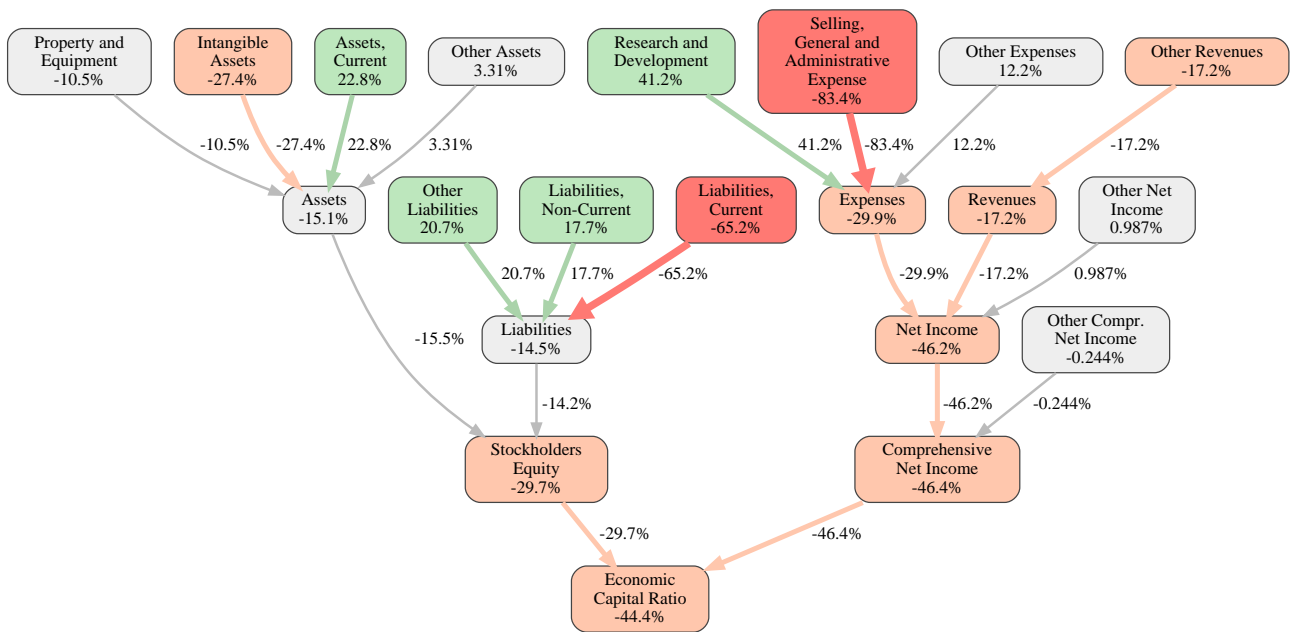 Property and
Equipment
-10.5%
Intangible
Assets
-27.4%
Assets,
Current
22.8%
Other Assets
3.31%
Research and
Development
41.2%
Selling,
General and
Administrative
Expense
-83.4%
Other Expenses
12.2%
Other Revenues
-17.2%
-10.5%
-27.4%
22.8%
3.31%
41.2%
-83.4%
12.2%
-17.2%
Assets
-15.1%
Other
Liabilities
20.7%
Liabilities,
Non-Current
17.7%
Liabilities,
Current
-65.2%
Expenses
-29.9%
Revenues
-17.2%
Other Net
Income
0.987%
20.7%
17.7%
-65.2%
-29.9%
-17.2%
0.987%
-15.5%
Liabilities
-14.5%
Net Income
-46.2%
Other Compr.
Net Income
-0.244%
-14.2%
-46.2%
-0.244%
Stockholders
Equity
-29.7%
Comprehensive
Net Income
-46.4%
-29.7%
-46.4%
Economic
Capital Ratio
-44.4%